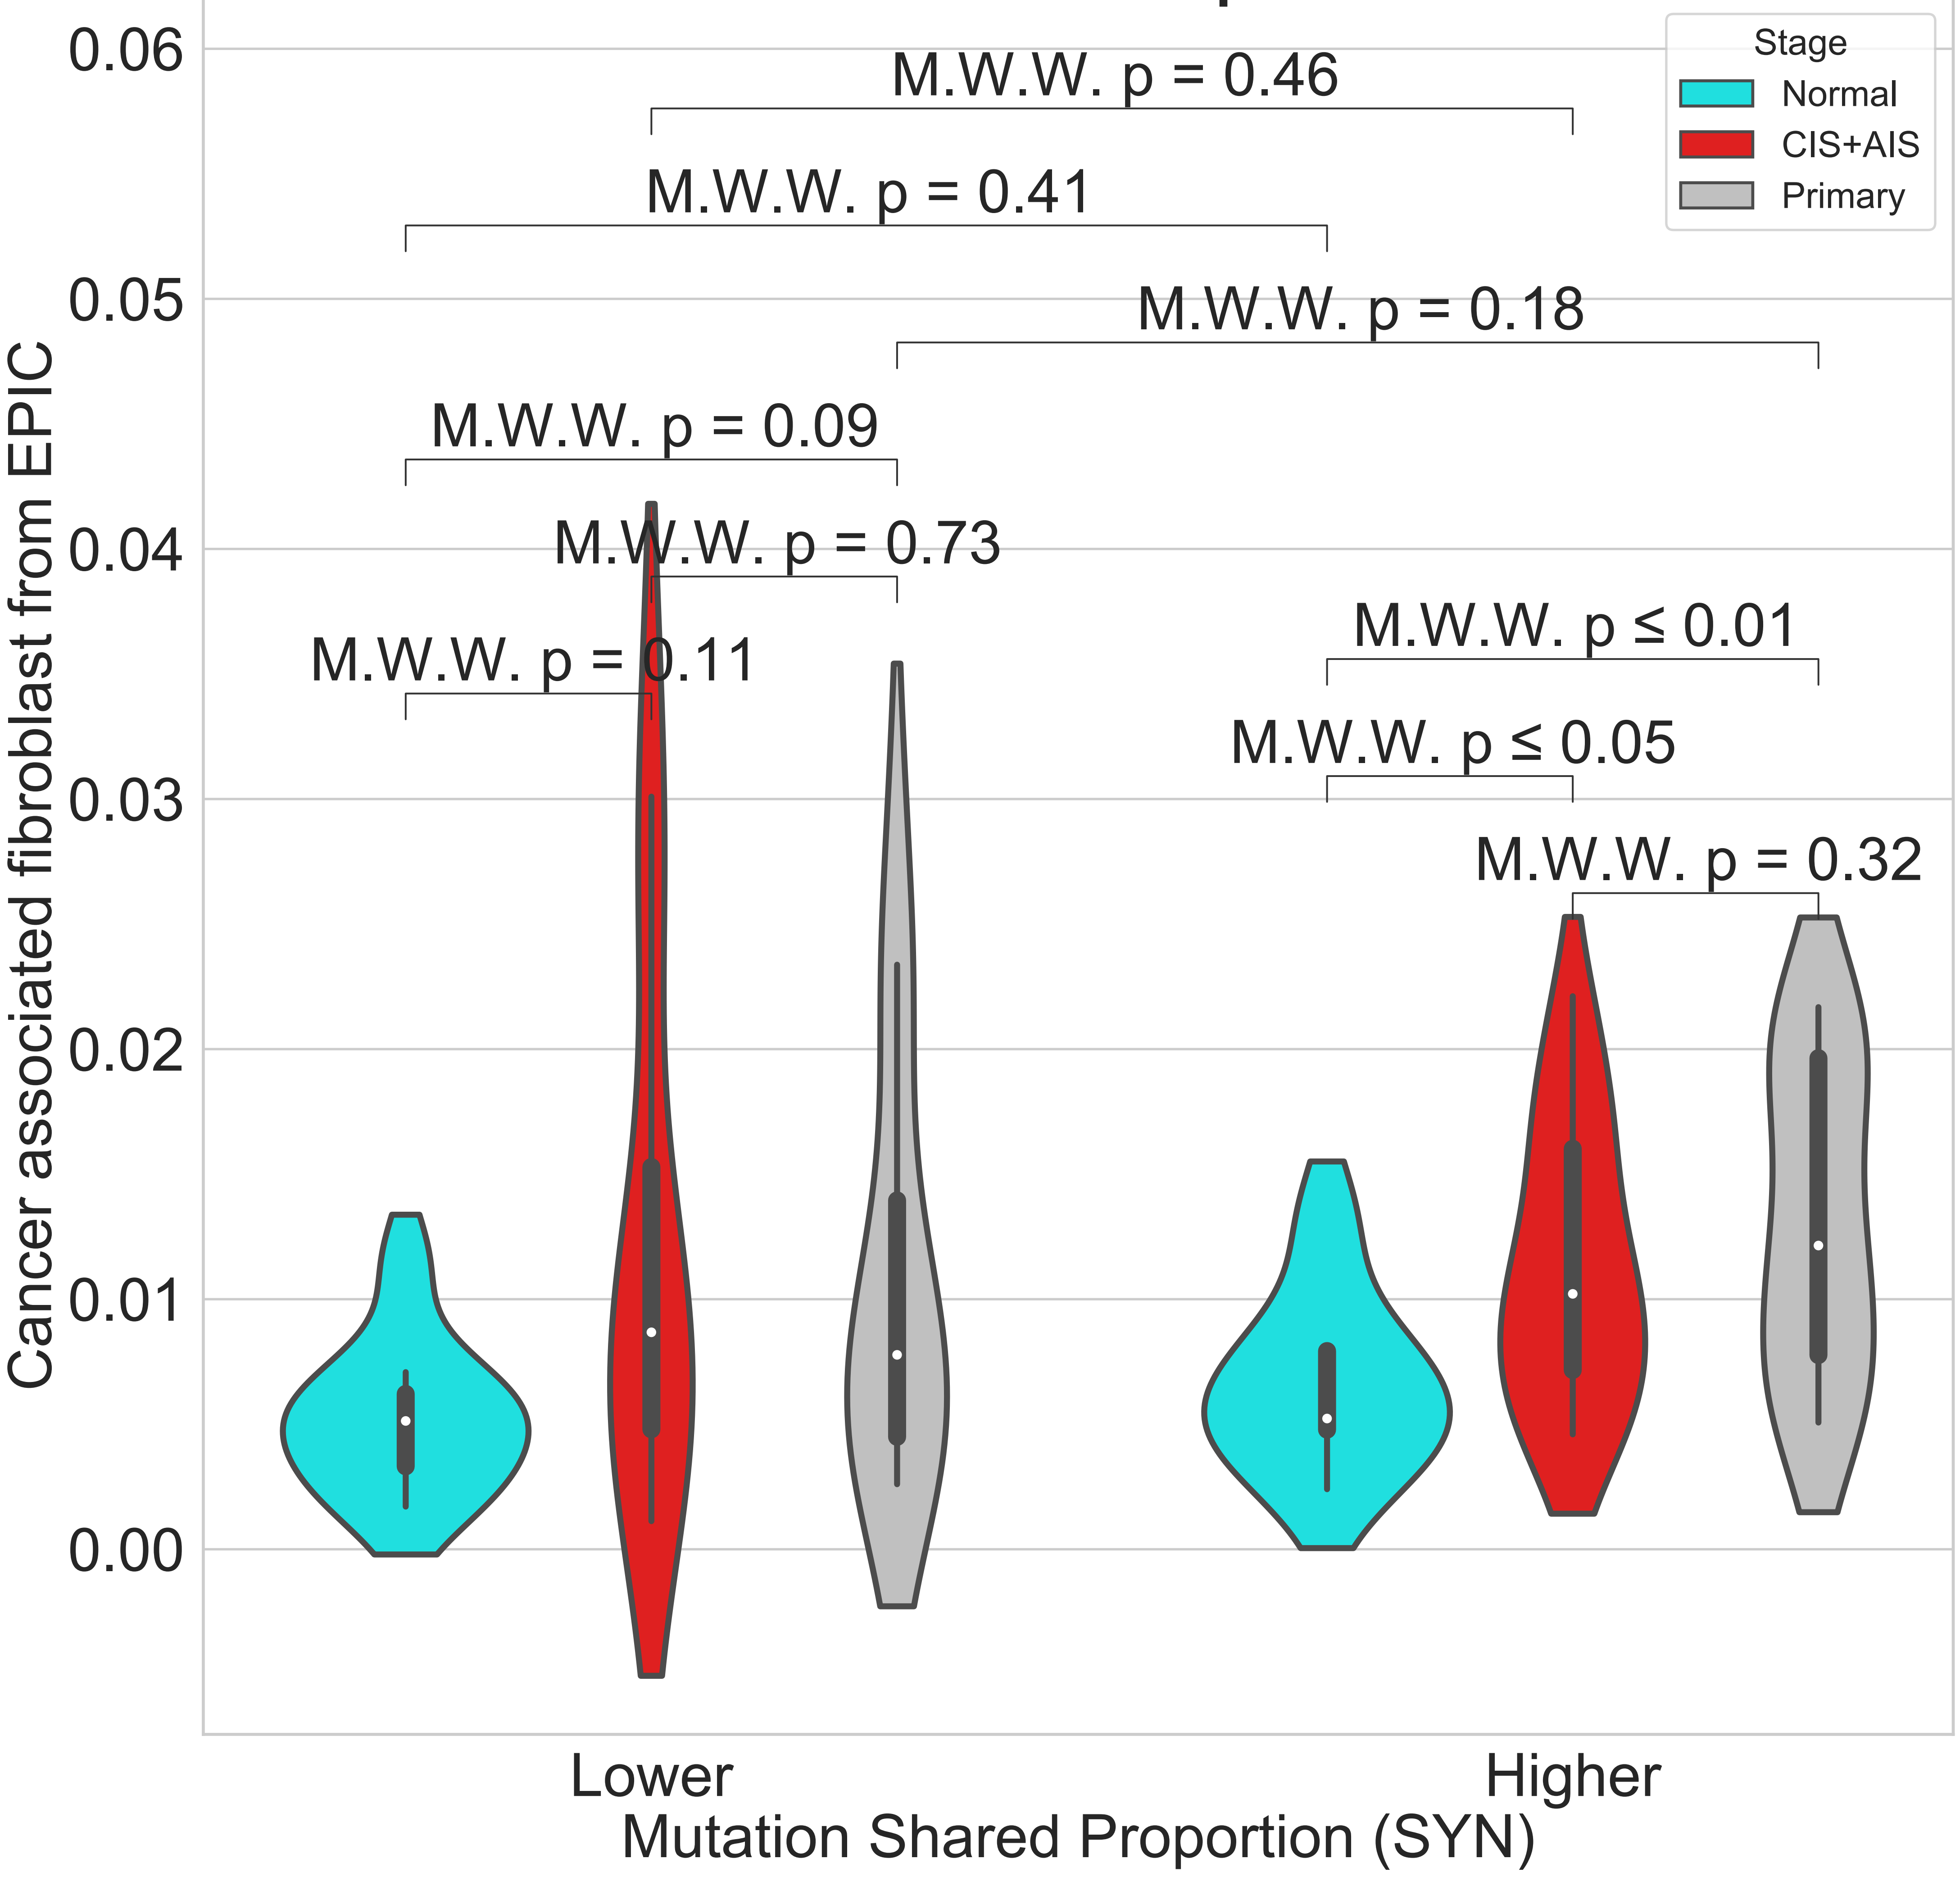 0.06
0.05
0.04
0.03
0.02
0.01
0.00
Cancer associated fibroblast from EPIC
Stage
Normal
CIS+AIS
Primary
M.W.W. p = 0.46
M.W.W. p = 0.41
M.W.W. p = 0.18
M.W.W. p = 0.09
M.W.W. p = 0.73
M.W.W. p = 0.11
M.W.W. p ≤ 0.01
M.W.W. p ≤ 0.05
M.W.W. p = 0.32
Lower
Higher
Mutation Shared Proportion (SYN)